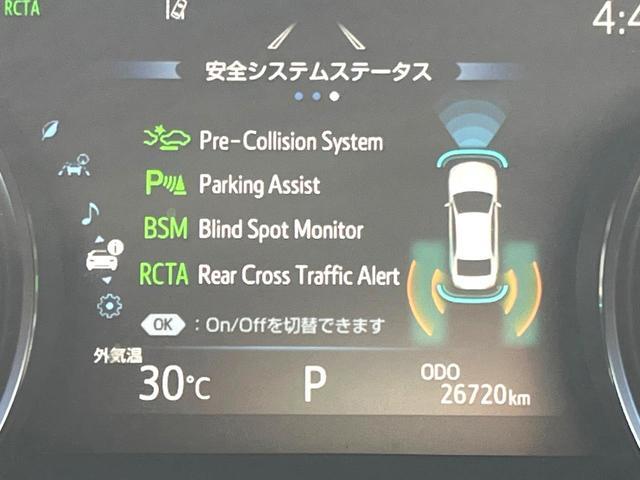 RCTA
安全システムステータス
Pre-Collision System
P Parking Assist
BSM Blind Spot Monitor
RCTA Rear Cross Traffic Alert
OK : On/Offを切替できます
外気温
30℃ P ODO
26720 km